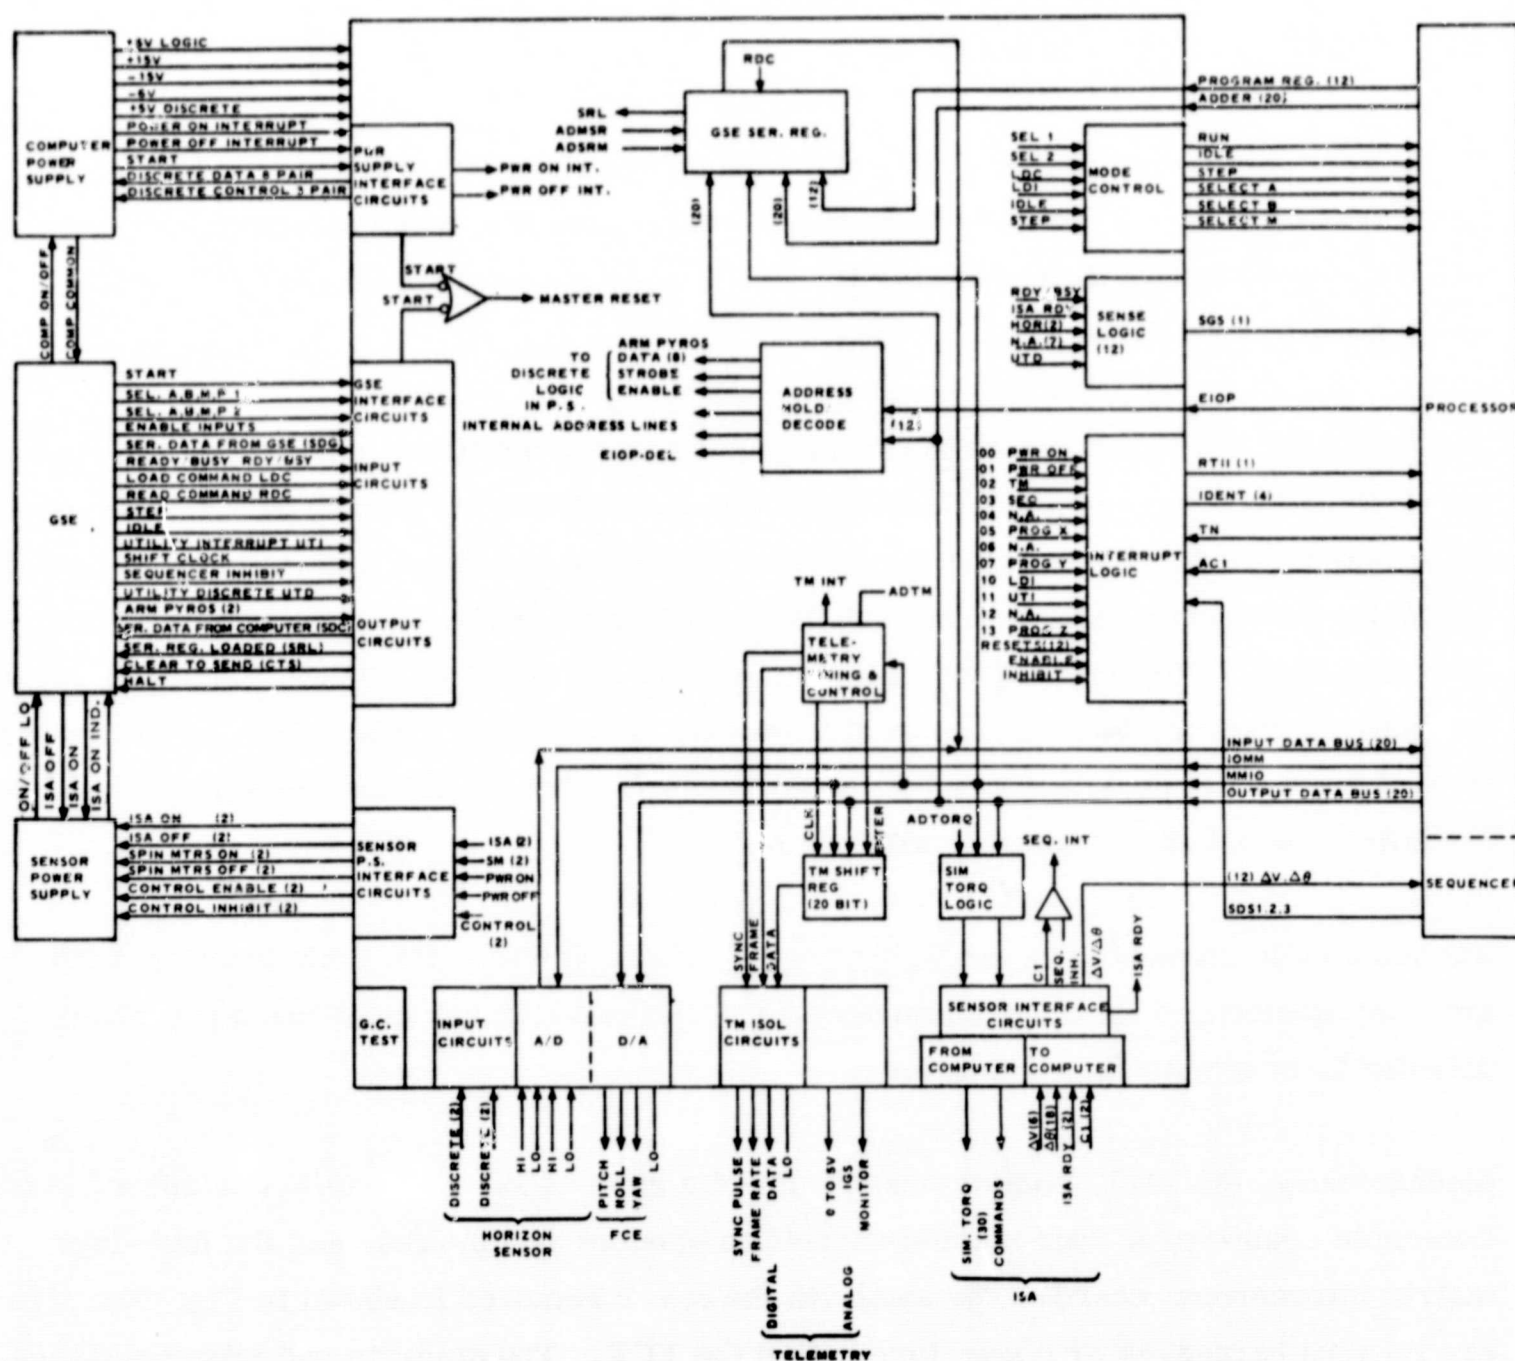 +5V LOGIC
+15V
-15V
-6V
+5V DISCRETE
POWER ON INTERRUPT
POWER OFF INTERRUPT
START
DISCRETE DATA 8 PAIR
DISCRETE CONTROL 3 PAIR
COMPUTER
POWER
SUPPLY
PWR
SUPPLY
INTERFACE
CIRCUITS
PWR ON INT.
PWR OFF INT.
COMP ON/OFF
COMP COMMON
START
START
MASTER RESET
RDC
SRL
ADMSR
ADSRM
GSE SER. REG.
(20)
(20)
(12)
PROGRAM REG. (12)
ADDER (20)
SEL 1
SEL 2
LDC
LDI
IDLE
STEP
MODE
CONTROL
RUN
IDLE
STEP
SELECT A
SELECT B
SELECT M
RDY/BSY
ISA RDY
HOR(2)
N.A.(7)
UTD
SENSE
LOGIC
(12)
SGS (1)
EIOP
PROCESSOR
TO
DISCRETE
LOGIC
IN P.S.
ARM PYROS
DATA (8)
STROBE
ENABLE
INTERNAL ADDRESS LINES
EIOP-DEL
ADDRESS
HOLD/
DECODE
(12)
GSE
START
SEL. A,B,M,P 1
SEL. A,B,M,P 2
ENABLE INPUTS
SER. DATA FROM GSE (SDG)
READY/BUSY RDY/BSY
LOAD COMMAND LDC
READ COMMAND RDC
STEP
IDLE
UTILITY INTERRUPT UTI
SHIFT CLOCK
SEQUENCER INHIBIT
UTILITY DISCRETE UTD
ARM PYROS (2)
SER. DATA FROM COMPUTER (SDC)
SER. REG. LOADED (SRL)
CLEAR TO SEND (CTS)
HALT
GSE
INTERFACE
CIRCUITS
INPUT
CIRCUITS
OUTPUT
CIRCUITS
00 PWR ON
01 PWR OFF
02 TM
03 SEQ
04 N.A.
05 PROG X
06 N.A.
07 PROG Y
10 LDI
11 UTI
12 N.A.
13 PROG Z
RESETS(12)
ENABLE
INHIBIT
INTERRUPT
LOGIC
RTII (1)
IDENT (4)
TN
AC1
TM INT
ADTM
TELE-
METRY
TIMING &
CONTROL
INPUT DATA BUS (20)
IOMM
MMIO
OUTPUT DATA BUS (20)
ON/OFF LO
ISA OFF
ISA ON
ISA ON IND.
SENSOR
POWER
SUPPLY
ISA ON (2)
ISA OFF (2)
SPIN MTRS ON (2)
SPIN MTRS OFF (2)
CONTROL ENABLE (2)
CONTROL INHIBIT (2)
SENSOR
P.S.
INTERFACE
CIRCUITS
ISA (2)
SM (2)
PWR ON
PWR OFF
CONTROL
(2)
CLK
TM SHIFT
REG
(20 BIT)
ADTORQ
SIM
TORQ
LOGIC
SEQ. INT
(12) ΔV, Δθ
SEQUENCER
SDS1,2,3
SYNC
FRAME
DATA
C1
SEQ.
INH.
ΔV/Δθ
ISA RDY
G.C.
TEST
INPUT
CIRCUITS
A/D
D/A
TM ISOL
CIRCUITS
SENSOR INTERFACE
CIRCUITS
FROM
COMPUTER
TO
COMPUTER
DISCRETE (2)
DISCRETE (2)
HI
LO
HI
LO
HORIZON
SENSOR
PITCH
ROLL
YAW
LO
FCE
SYNC PULSE
FRAME RATE
DIGITAL DATA
LO
0 TO 5V
ANALOG IGS
MONITOR
TELEMETRY
SIM. TORQ
(30)
COMMANDS
ΔV(6)
Δθ(18)
ISA RDY (2)
C1 (2)
ISA